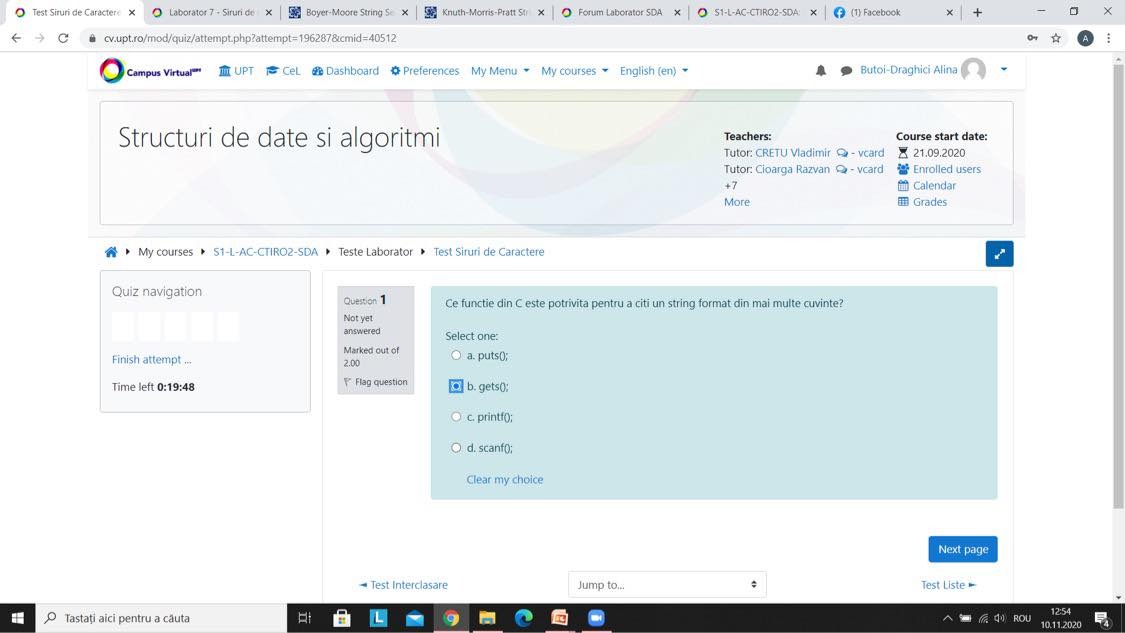 Test Siruri de Caractere
Laborator 7 - Siruri de
Boyer-Moore String Se
Knuth-Morris-Pratt Stri
Forum Laborator SDA
S1-L-AC-CTIRO2-SDA:
(1) Facebook
cv.upt.ro/mod/quiz/attempt.php?attempt=196287&cmid=40512
A
Campus Virtual UPT
UPT
CeL
Dashboard
Preferences
My Menu
My courses
English (en)
Butoi-Draghici Alina
Structuri de date si algoritmi
Teachers:
Tutor: CRETU Vladimir - vcard
Tutor: Cioarga Razvan - vcard
+7
More
Course start date:
21.09.2020
Enrolled users
Calendar
Grades
My courses
S1-L-AC-CTIRO2-SDA
Teste Laborator
Test Siruri de Caractere
Quiz navigation
Finish attempt ...
Time left 0:19:48
Question 1
Not yet
answered
Marked out of
2.00
Flag question
Ce functie din C este potrivita pentru a citi un string format din mai multe cuvinte?
Select one:
a. puts();
b. gets();
c. printf();
d. scanf();
Clear my choice
Next page
◄ Test Interclasare
Jump to...
Test Liste ►
Tastați aici pentru a căuta
L
ROU
12:54
10.11.2020
4